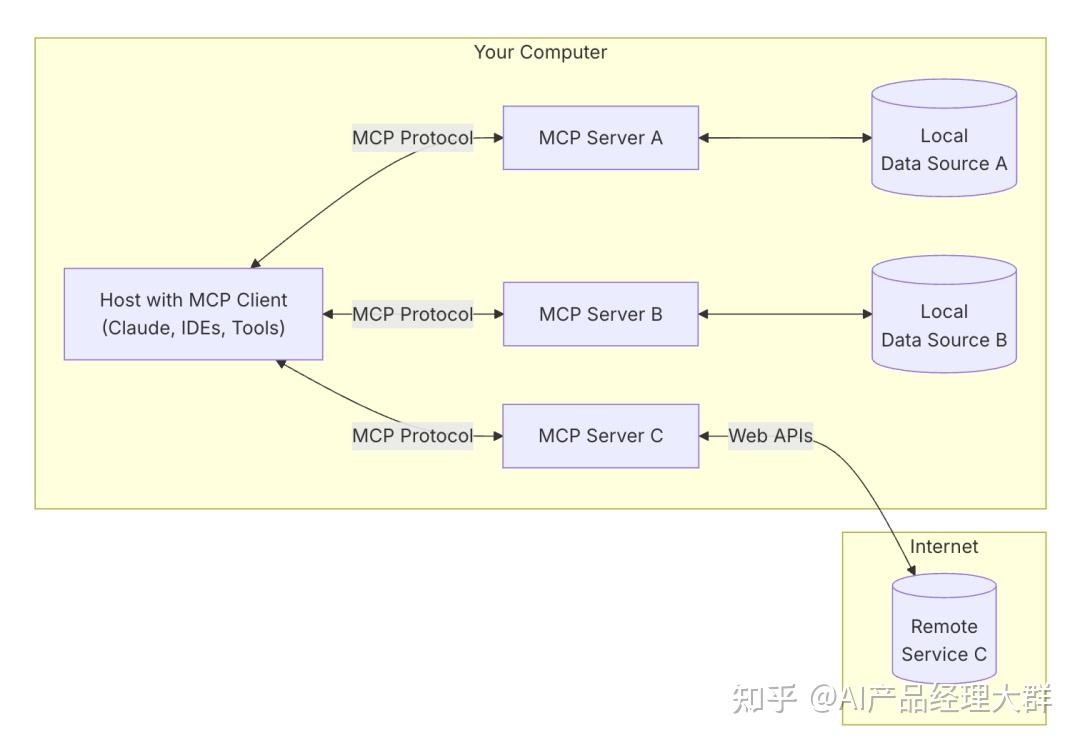 Your Computer
MCP Protocol
MCP Server A
Local
Data Source A
Host with MCP Client
(Claude, IDEs, Tools)
MCP Protocol
MCP Server B
Local
Data Source B
MCP Protocol
MCP Server C
Web APIs
Internet
Remote
Service C
知乎 @AI产品经理大群